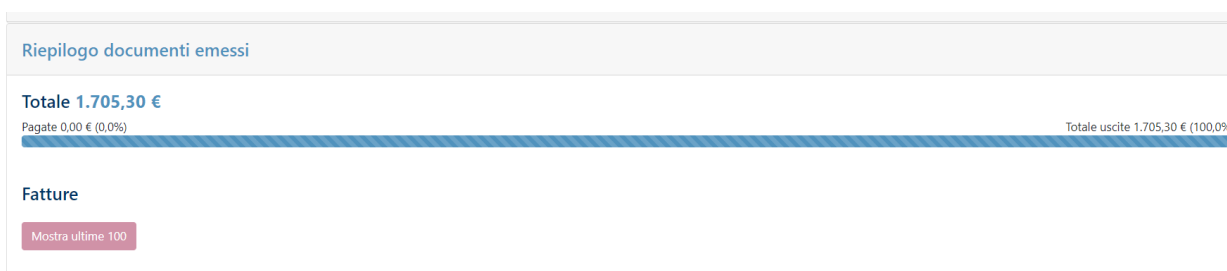 Riepilogo documenti emessi
Totale 1.705,30 €
Pagate 0,00 € (0,0%)
Totale uscite 1.705,30 € (100,0%
Fatture
Mostra ultime 100